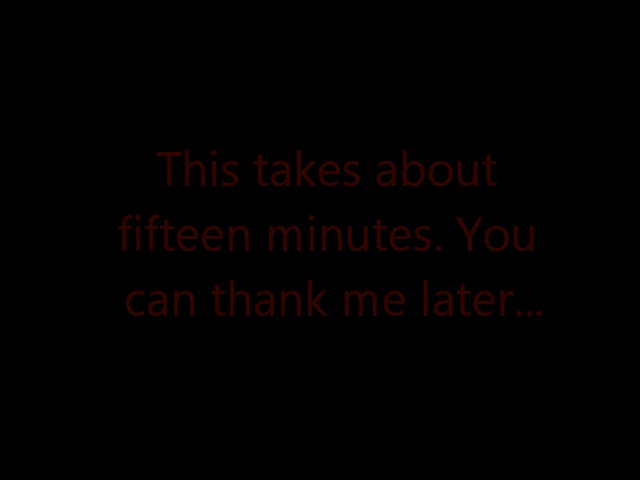 This takes about
fifteen minutes. You
can thank me later...